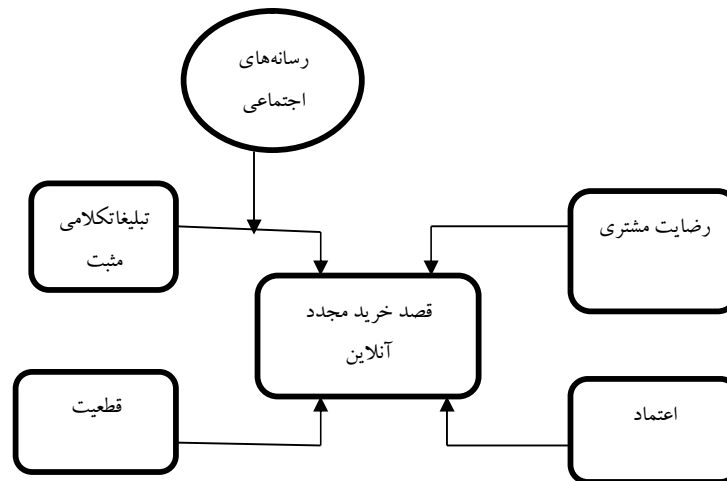 رسانه‌های
اجتماعی
تبلیغاتکلامی
مثبت
رضایت مشتری
قصد خرید مجدد
آنلاین
قطعیت
اعتماد